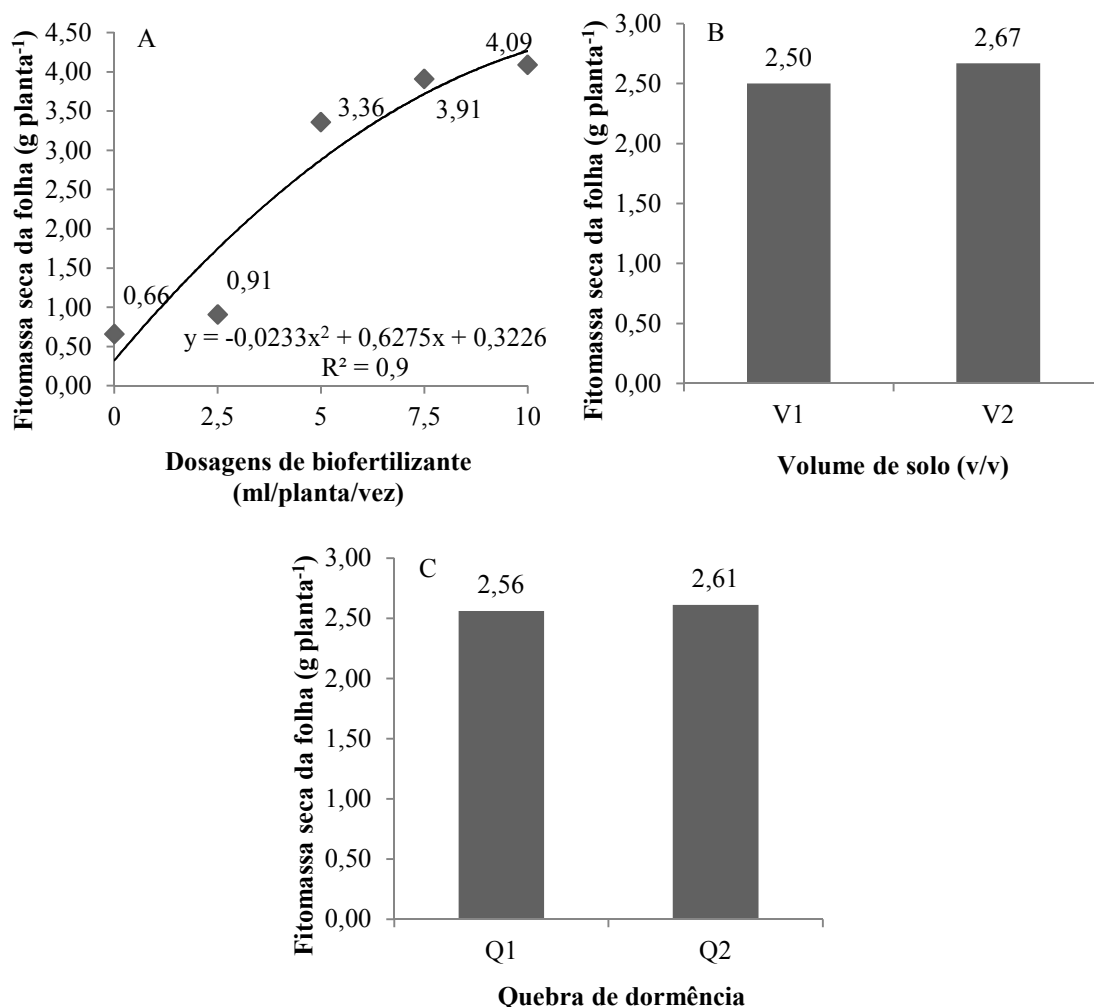 A
Fitomassa seca da folha (g planta-1)
4,50
4,00
3,50
3,00
2,50
2,00
1,50
1,00
0,50
0,00
0,66
0,91
3,36
3,91
4,09
y = -0,0233x² + 0,6275x + 0,3226
R² = 0,9
0 2,5 5 7,5 10
Dosagens de biofertilizante
(ml/planta/vez)
B
Fitomassa seca da folha (g planta-1)
3,00
2,50
2,00
1,50
1,00
0,50
0,00
2,50 2,67
V1 V2
Volume de solo (v/v)
C
Fitomassa seca da folha (g planta-1)
3,00
2,50
2,00
1,50
1,00
0,50
0,00
2,56 2,61
Q1 Q2
Quebra de dormência